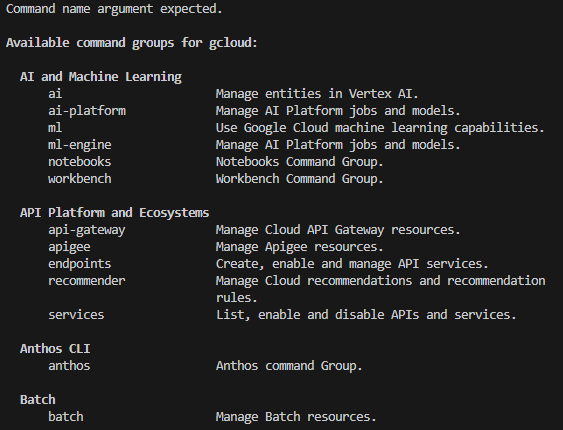 Command name argument expected.
Available command groups for gcloud:
AI and Machine Learning
ai Manage entities in Vertex AI.
ai-platform Manage AI Platform jobs and models.
ml Use Google Cloud machine learning capabilities.
ml-engine Manage AI Platform jobs and models.
notebooks Notebooks Command Group.
workbench Workbench Command Group.
API Platform and Ecosystems
api-gateway Manage Cloud API Gateway resources.
apigee Manage Apigee resources.
endpoints Create, enable and manage API services.
recommender Manage Cloud recommendations and recommendation
rules.
services List, enable and disable APIs and services.
Anthos CLI
anthos Anthos command Group.
Batch
batch Manage Batch resources.